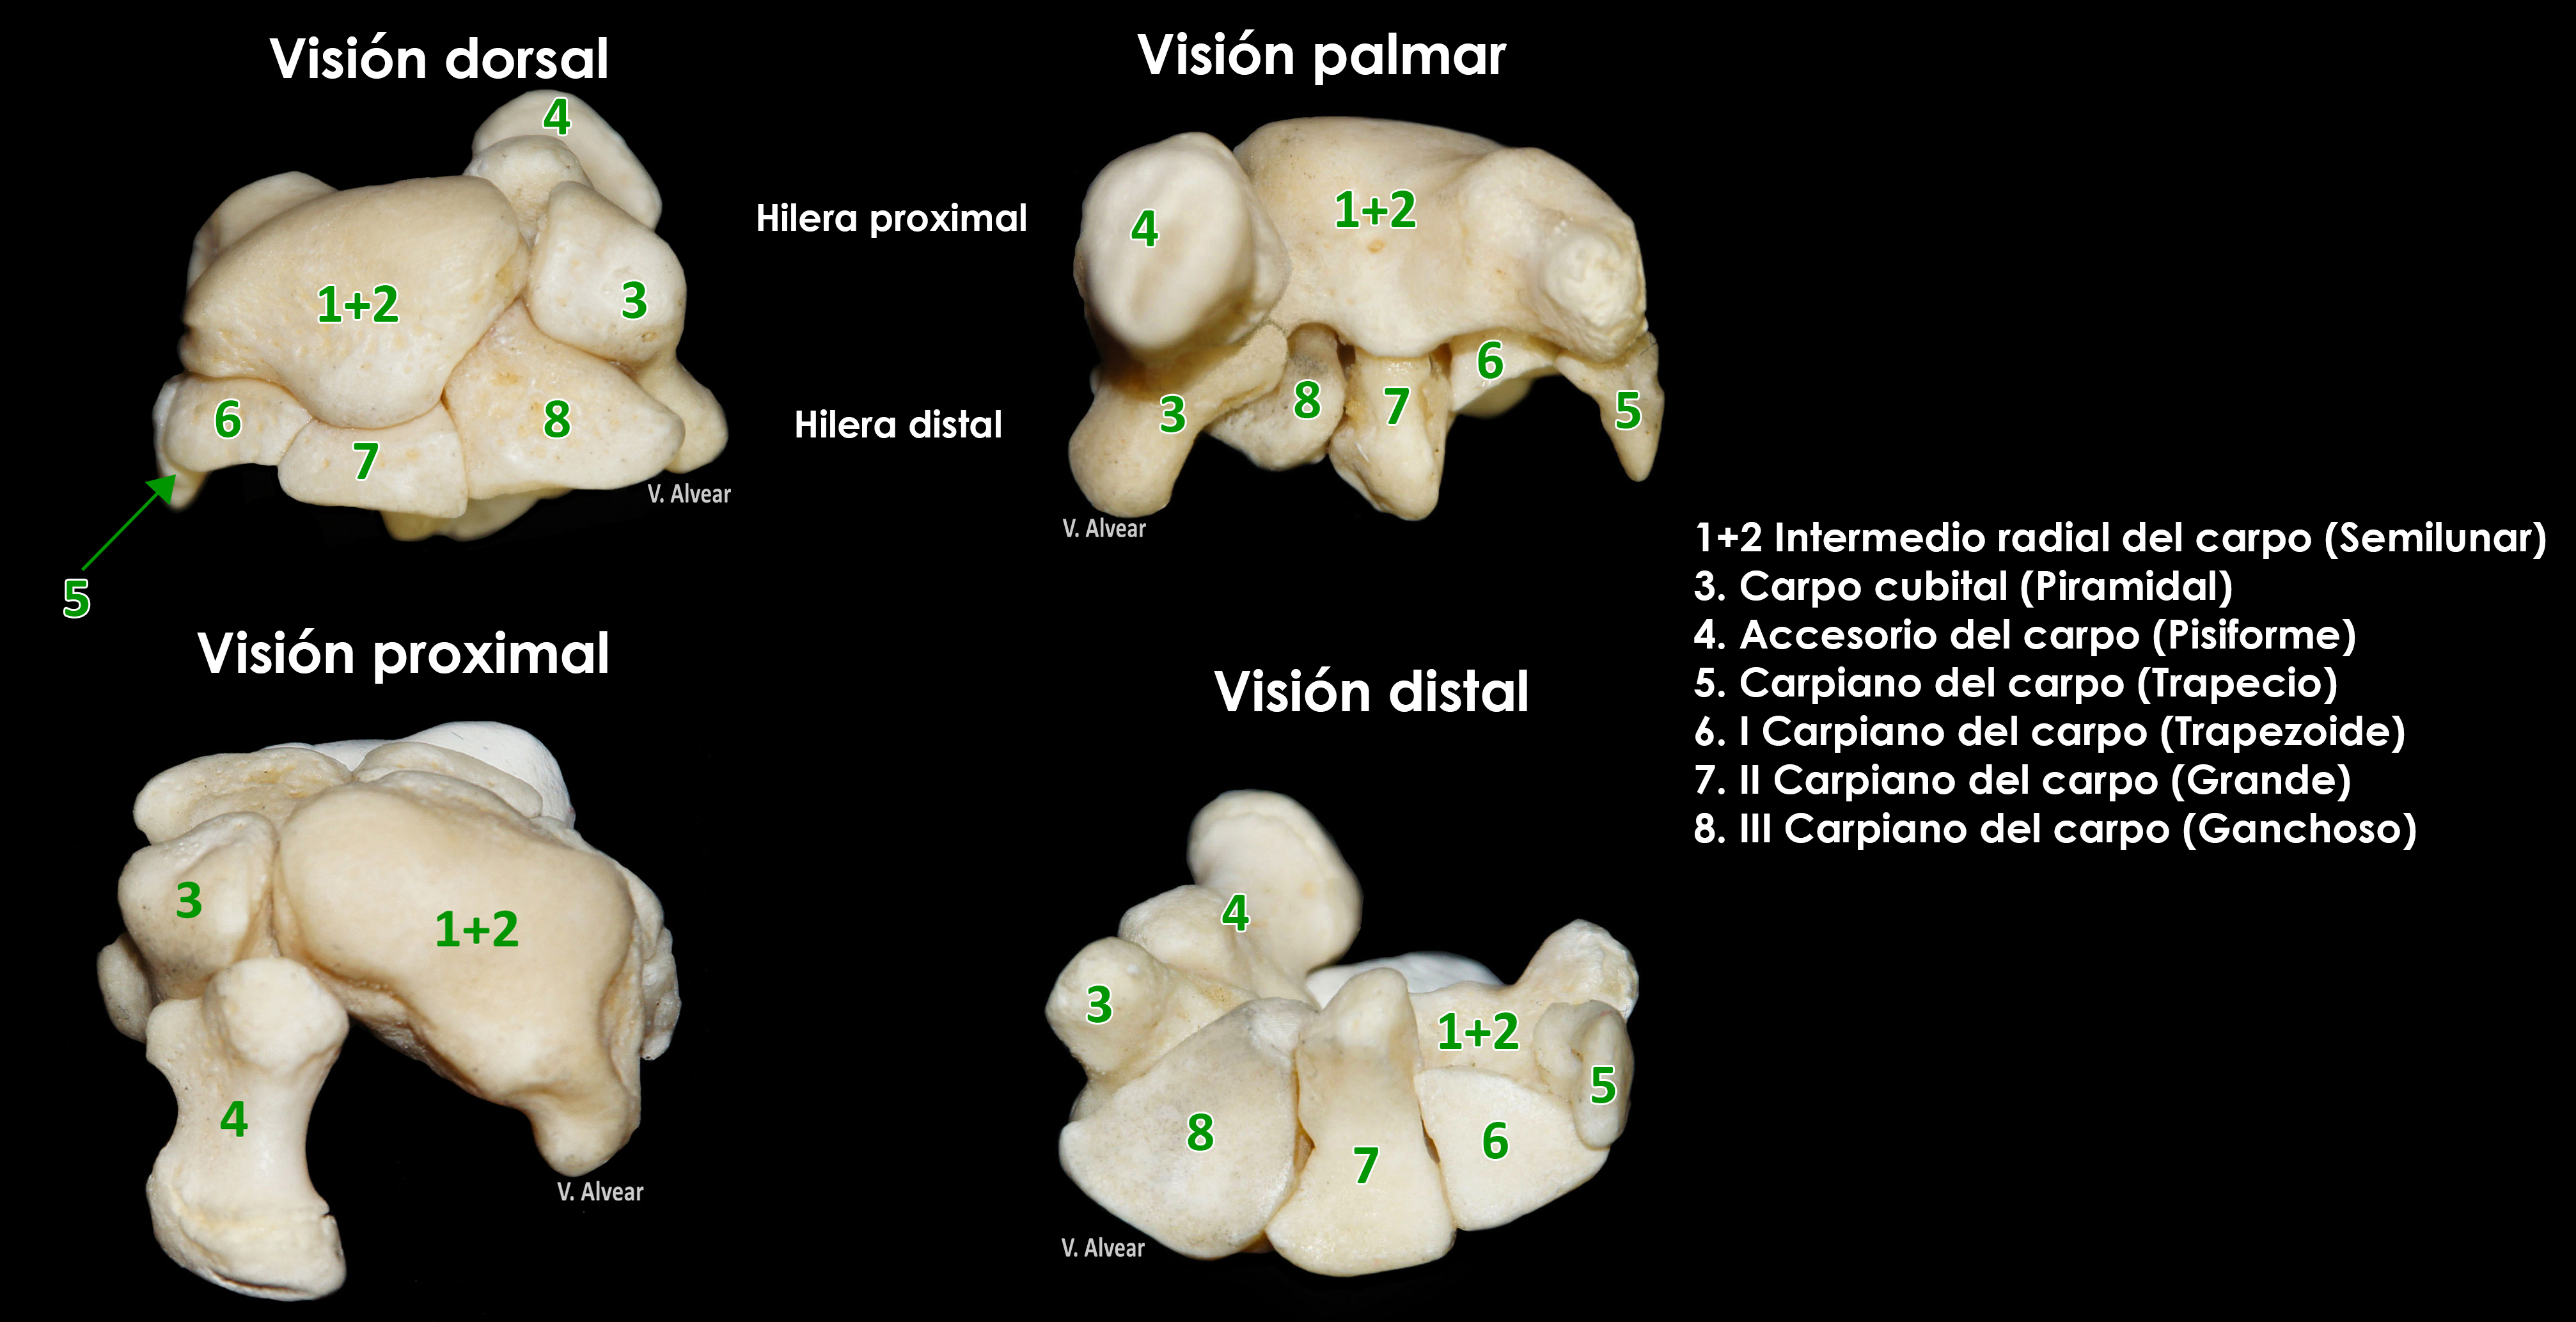 Visión dorsal
4
1+2
3
6
8
7
5
V. Alvear
Hilera proximal
Hilera distal
Visión palmar
4
1+2
6
3
8
7
5
V. Alvear
1+2 Intermedio radial del carpo (Semilunar)
3. Carpo cubital (Piramidal)
4. Accesorio del carpo (Pisiforme)
5. Carpiano del carpo (Trapecio)
6. I Carpiano del carpo (Trapezoide)
7. II Carpiano del carpo (Grande)
8. III Carpiano del carpo (Ganchoso)
Visión proximal
3
1+2
4
V. Alvear
Visión distal
4
3
1+2
5
8
7
6
V. Alvear